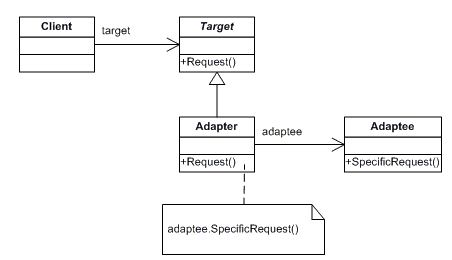 Client
target
Target
+Request()
Adapter
adaptee
Adaptee
+Request()
+SpecificRequest()
adaptee.SpecificRequest()